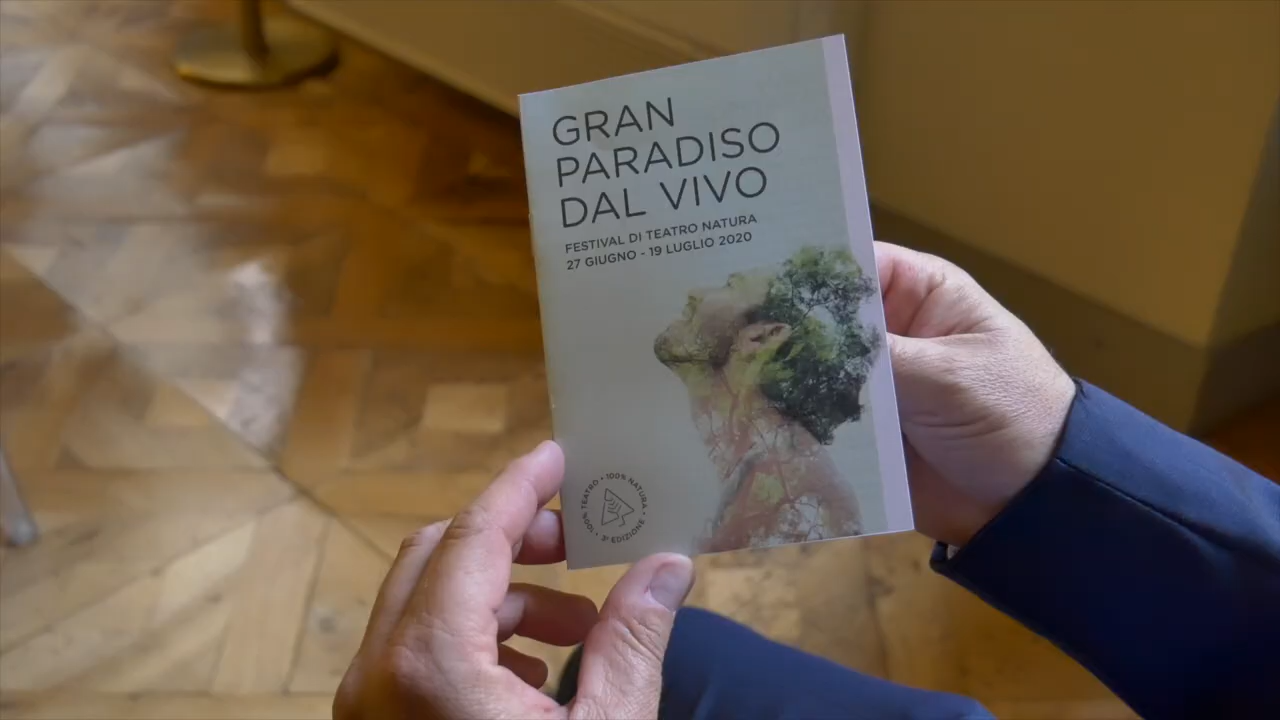 GRAN
PARADISO
DAL VIVO
FESTIVAL DI TEATRO NATURA
27 GIUGNO - 19 LUGLIO 2020
100% TEATRO • 100% NATURA •
3ª EDIZIONE •